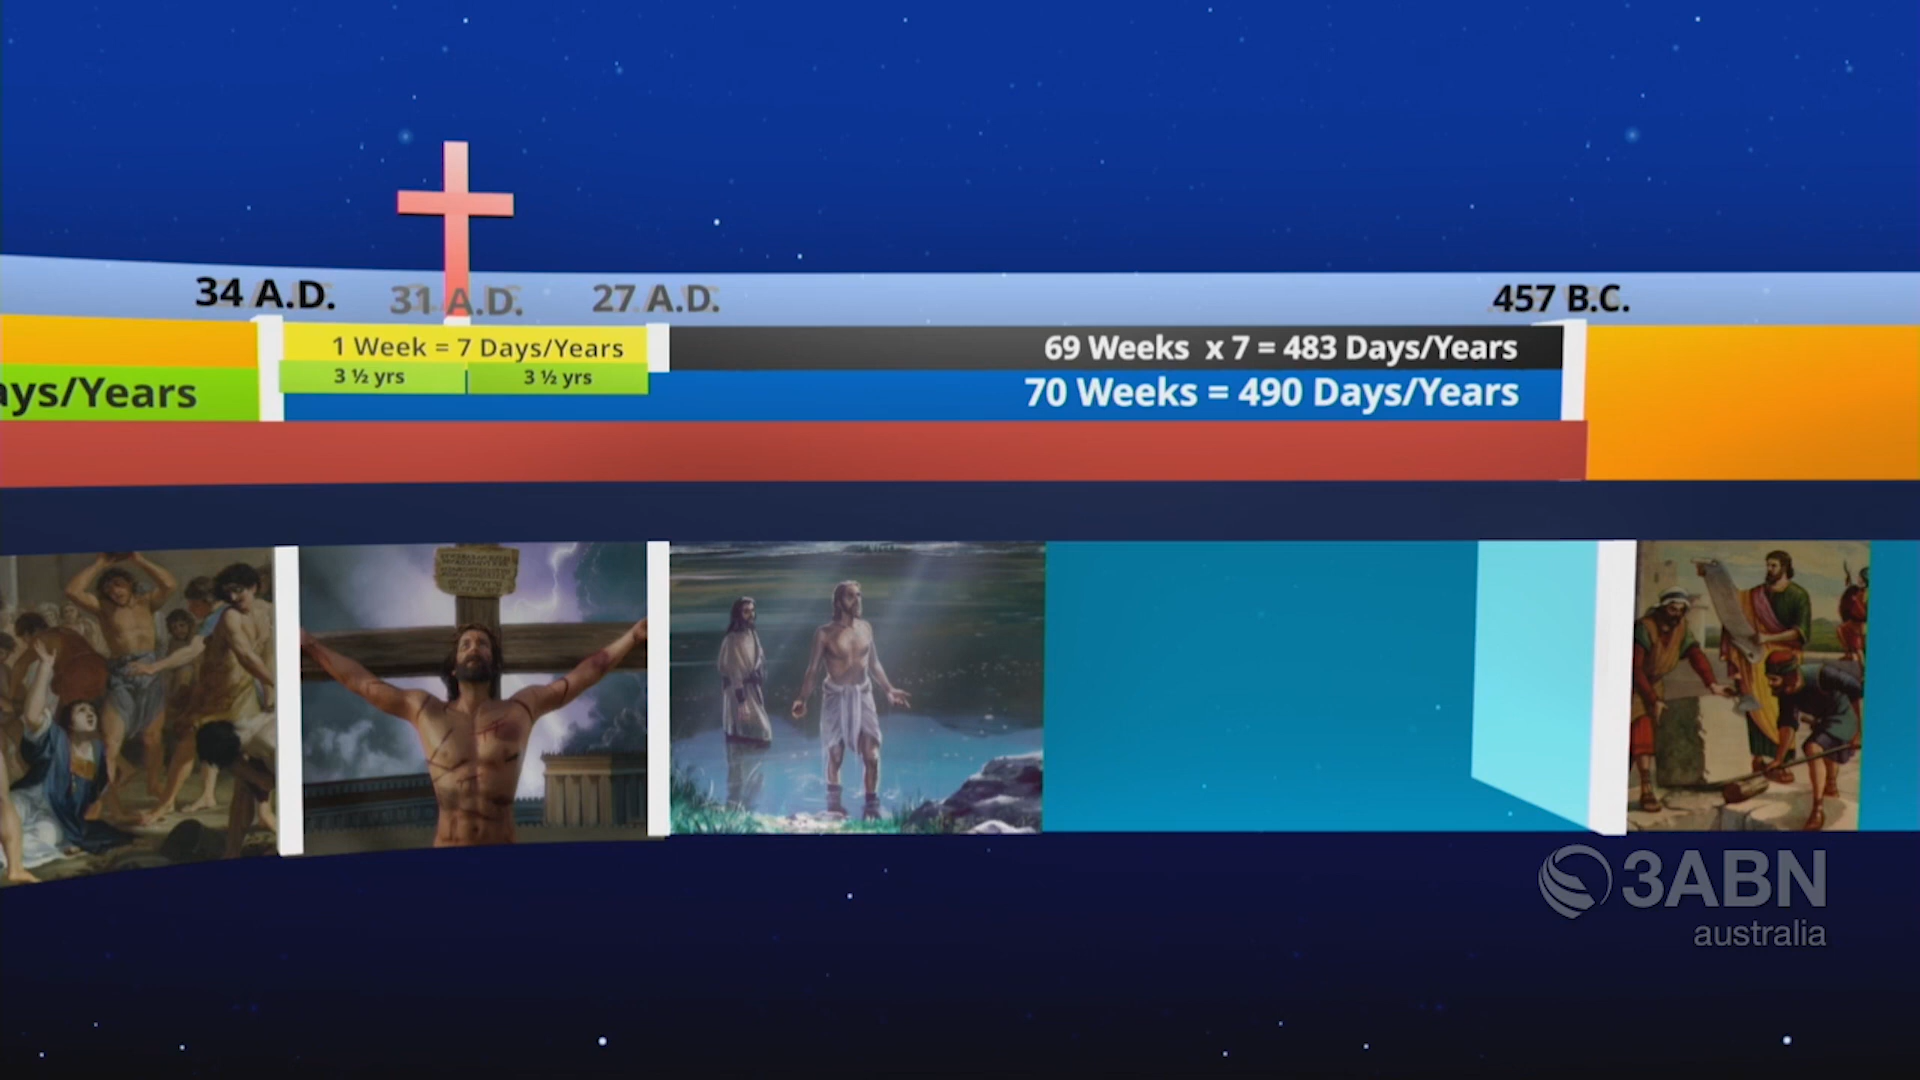 34 A.D.
31 A.D.
27 A.D.
457 B.C.
1 Week = 7 Days/Years
69 Weeks x 7 = 483 Days/Years
3 ½ yrs
3 ½ yrs
ays/Years
70 Weeks = 490 Days/Years
3ABN
australia